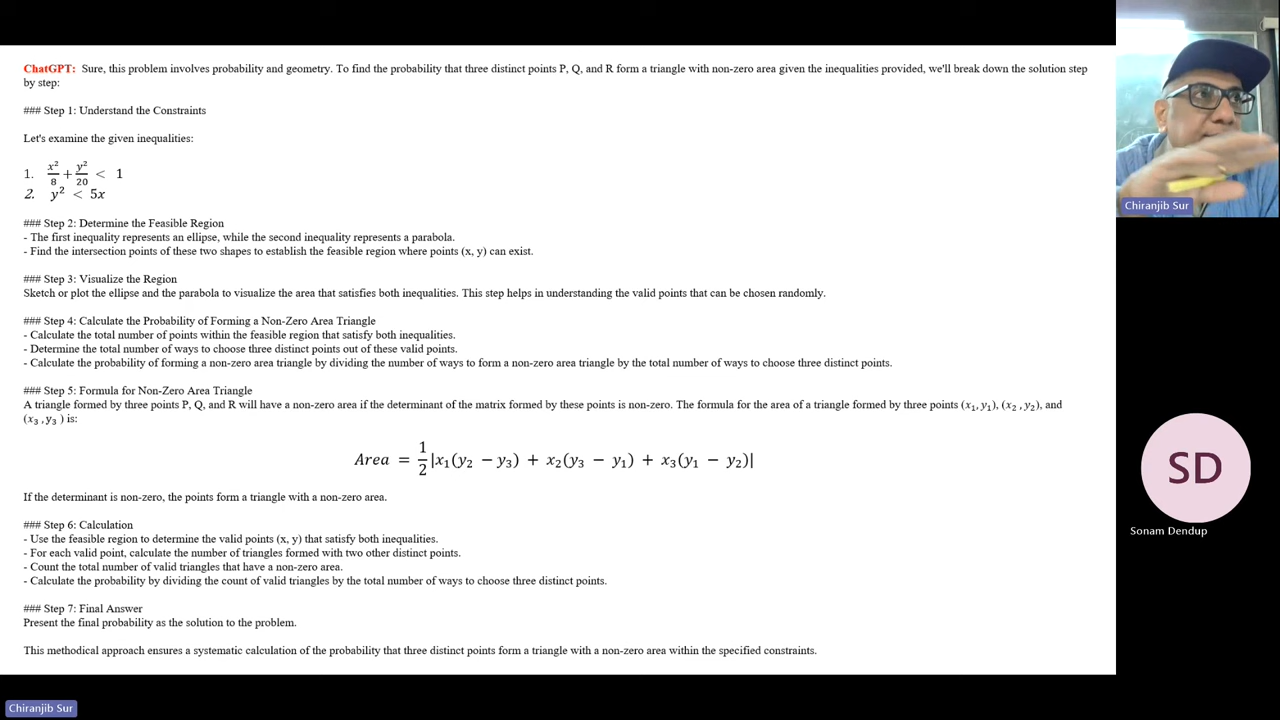 ChatGPT: Sure, this problem involves probability and geometry. To find the probability that three distinct points P, Q, and R form a triangle with non-zero area given the inequalities provided, we'll break down the solution step
by step:
### Step 1: Understand the Constraints
Let's examine the given inequalities:
1. x²/8 + y²/20 < 1
2. y² < 5x
### Step 2: Determine the Feasible Region
- The first inequality represents an ellipse, while the second inequality represents a parabola.
- Find the intersection points of these two shapes to establish the feasible region where points (x, y) can exist.
### Step 3: Visualize the Region
Sketch or plot the ellipse and the parabola to visualize the area that satisfies both inequalities. This step helps in understanding the valid points that can be chosen randomly.
### Step 4: Calculate the Probability of Forming a Non-Zero Area Triangle
- Calculate the total number of points within the feasible region that satisfy both inequalities.
- Determine the total number of ways to choose three distinct points out of these valid points.
- Calculate the probability of forming a non-zero area triangle by dividing the number of ways to form a non-zero area triangle by the total number of ways to choose three distinct points.
### Step 5: Formula for Non-Zero Area Triangle
A triangle formed by three points P, Q, and R will have a non-zero area if the determinant of the matrix formed by these points is non-zero. The formula for the area of a triangle formed by three points (x₁, y₁), (x₂ , y₂), and
(x₃ , y₃ ) is:
Area = 1/2 |x₁(y₂ − y₃) + x₂(y₃ − y₁) + x₃(y₁ − y₂)|
If the determinant is non-zero, the points form a triangle with a non-zero area.
### Step 6: Calculation
- Use the feasible region to determine the valid points (x, y) that satisfy both inequalities.
- For each valid point, calculate the number of triangles formed with two other distinct points.
- Count the total number of valid triangles that have a non-zero area.
- Calculate the probability by dividing the count of valid triangles by the total number of ways to choose three distinct points.
### Step 7: Final Answer
Present the final probability as the solution to the problem.
This methodical approach ensures a systematic calculation of the probability that three distinct points form a triangle with a non-zero area within the specified constraints.
Chiranjib Sur
SD
Sonam Dendup
Chiranjib Sur